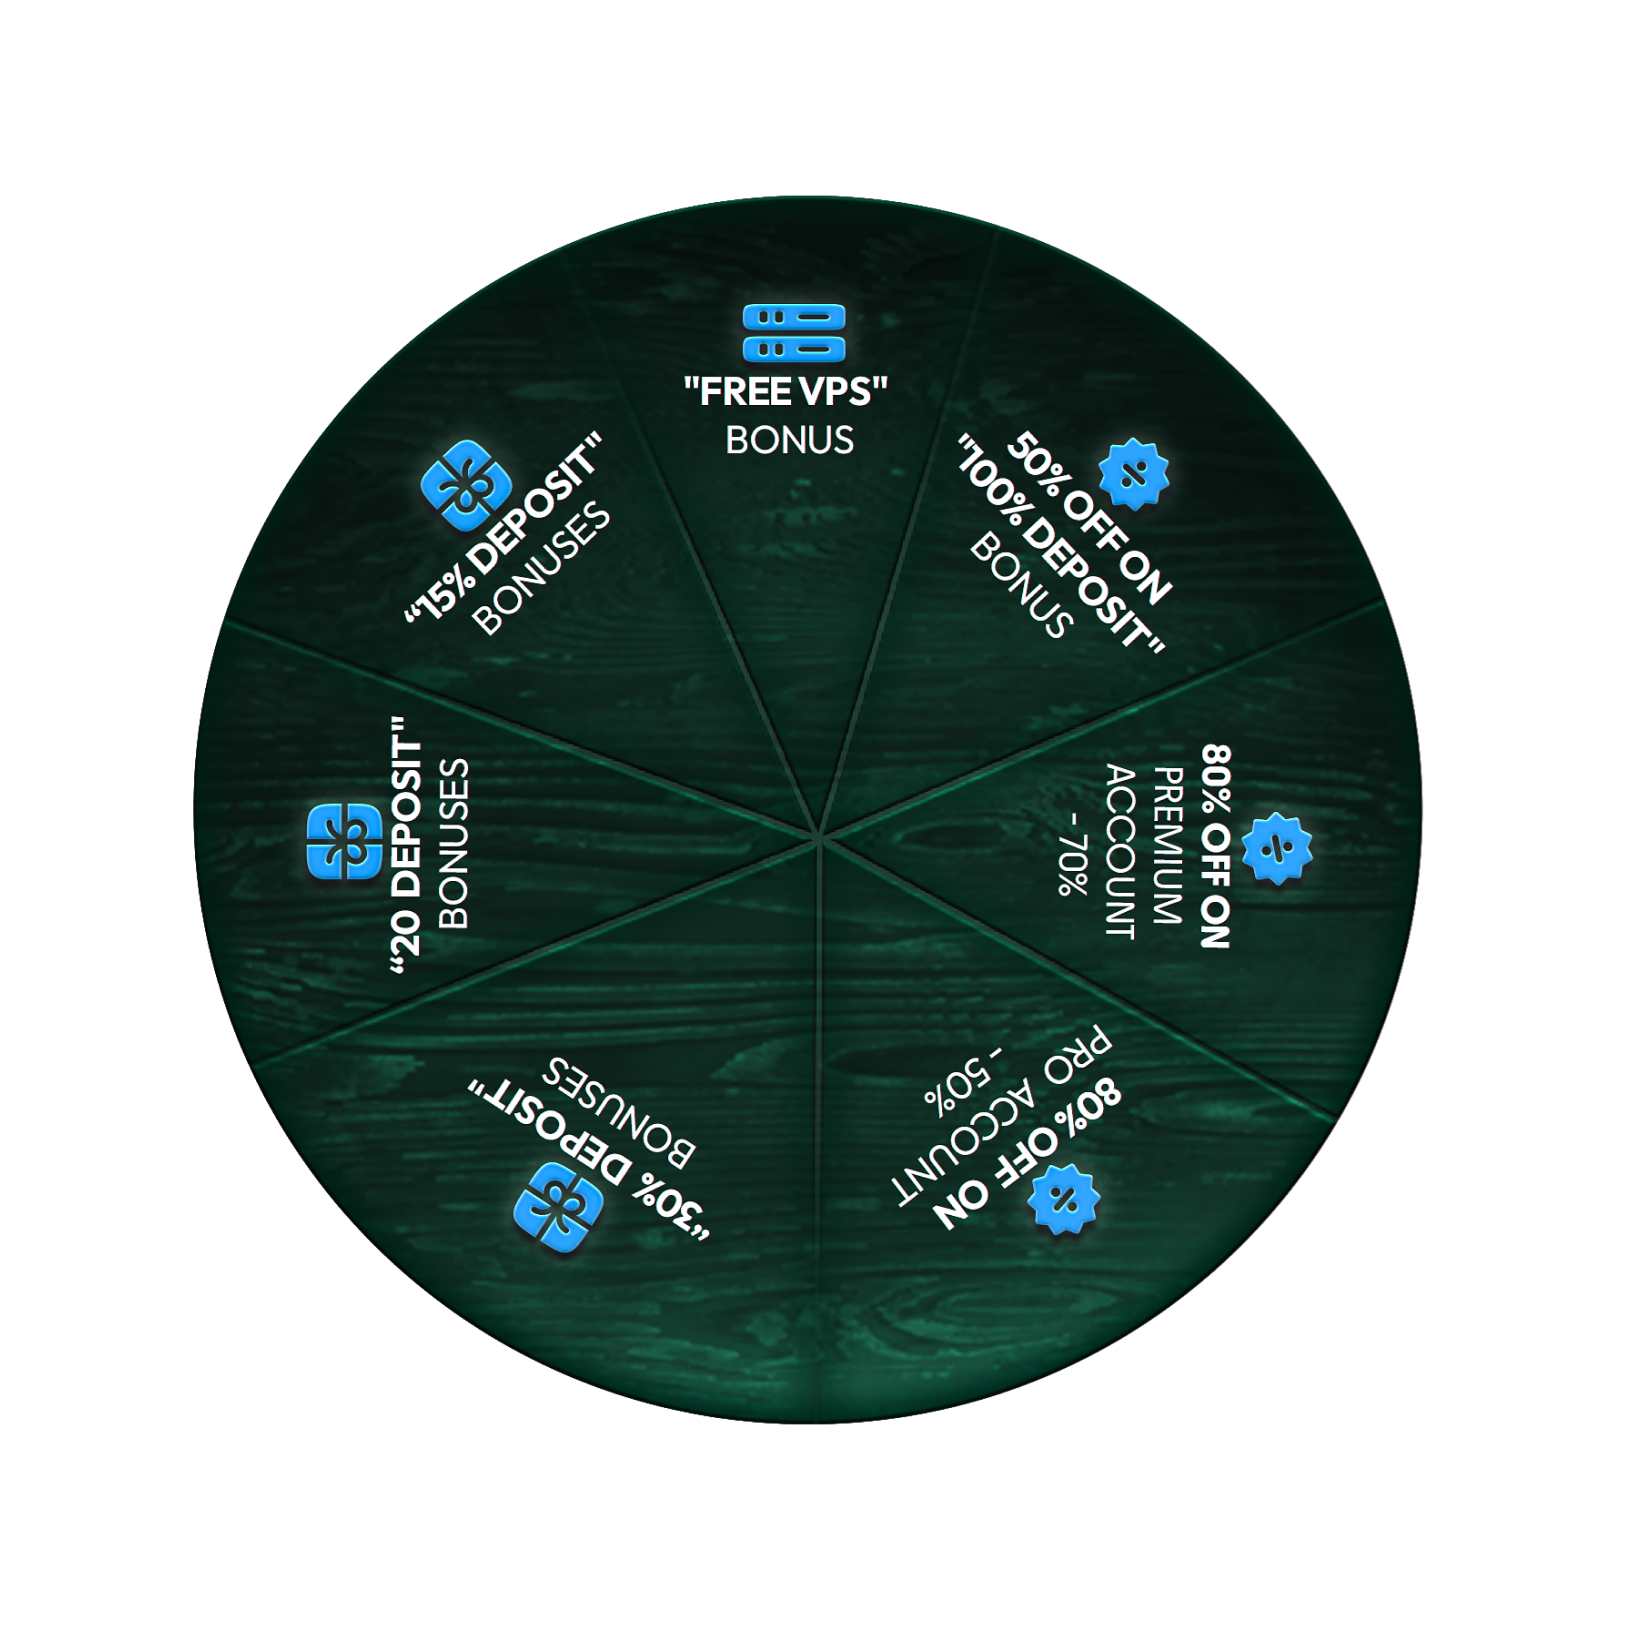 "FREE VPS"
BONUS
50% OFF ON
"100% DEPOSIT"
BONUS
80% OFF ON
PREMIUM
ACCOUNT
- 70%
80% OFF ON
PRO ACCOUNT
- 50%
“30% DEPOSIT"
BONUSES
“20 DEPOSIT"
BONUSES
“15% DEPOSIT"
BONUSES